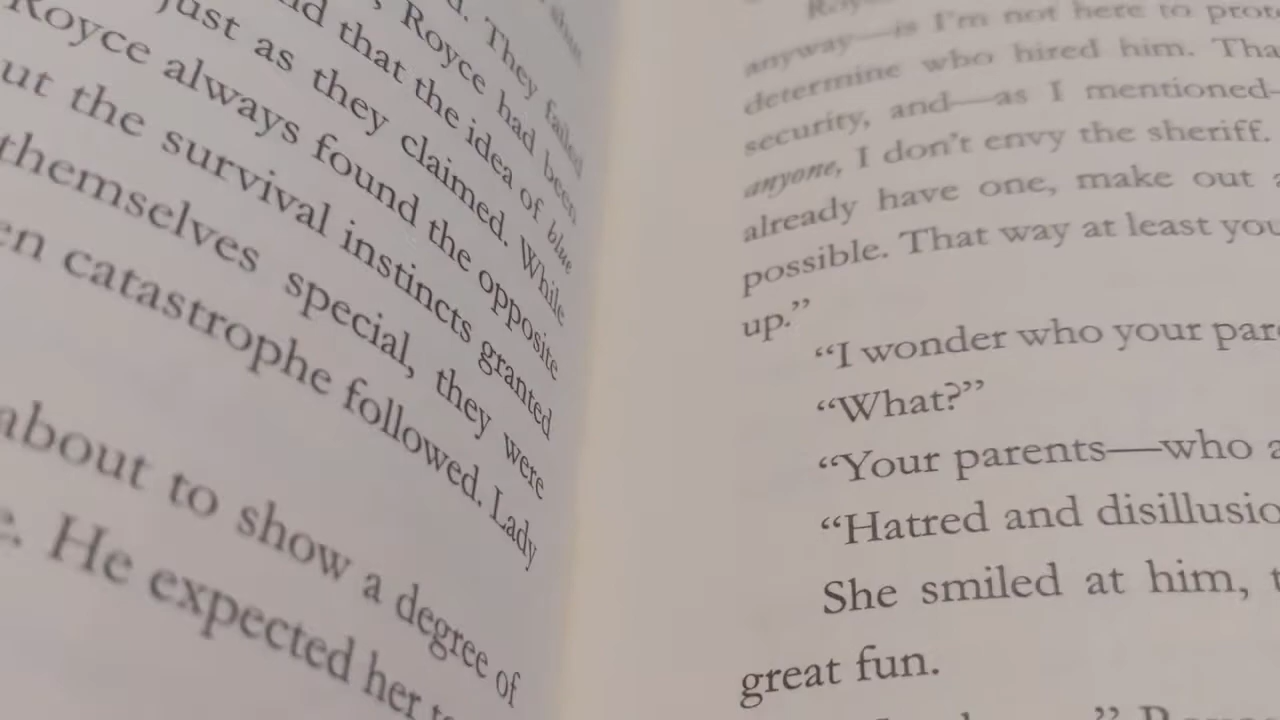 d. They failed
, Royce had been
nd that the idea of blue
just as they claimed. While
Royce always found the opposite
ut the survival instincts granted
themselves special, they were
en catastrophe followed. Lady
about to show a degree of
e. He expected her to
anyway—is I'm not here to prote
determine who hired him. Tha
security, and—as I mentioned—
anyone, I don't envy the sheriff.
already have one, make out a
possible. That way at least you
up.”
“I wonder who your pare
“What?”
“Your parents—who a
“Hatred and disillusio
She smiled at him, t
great fun.